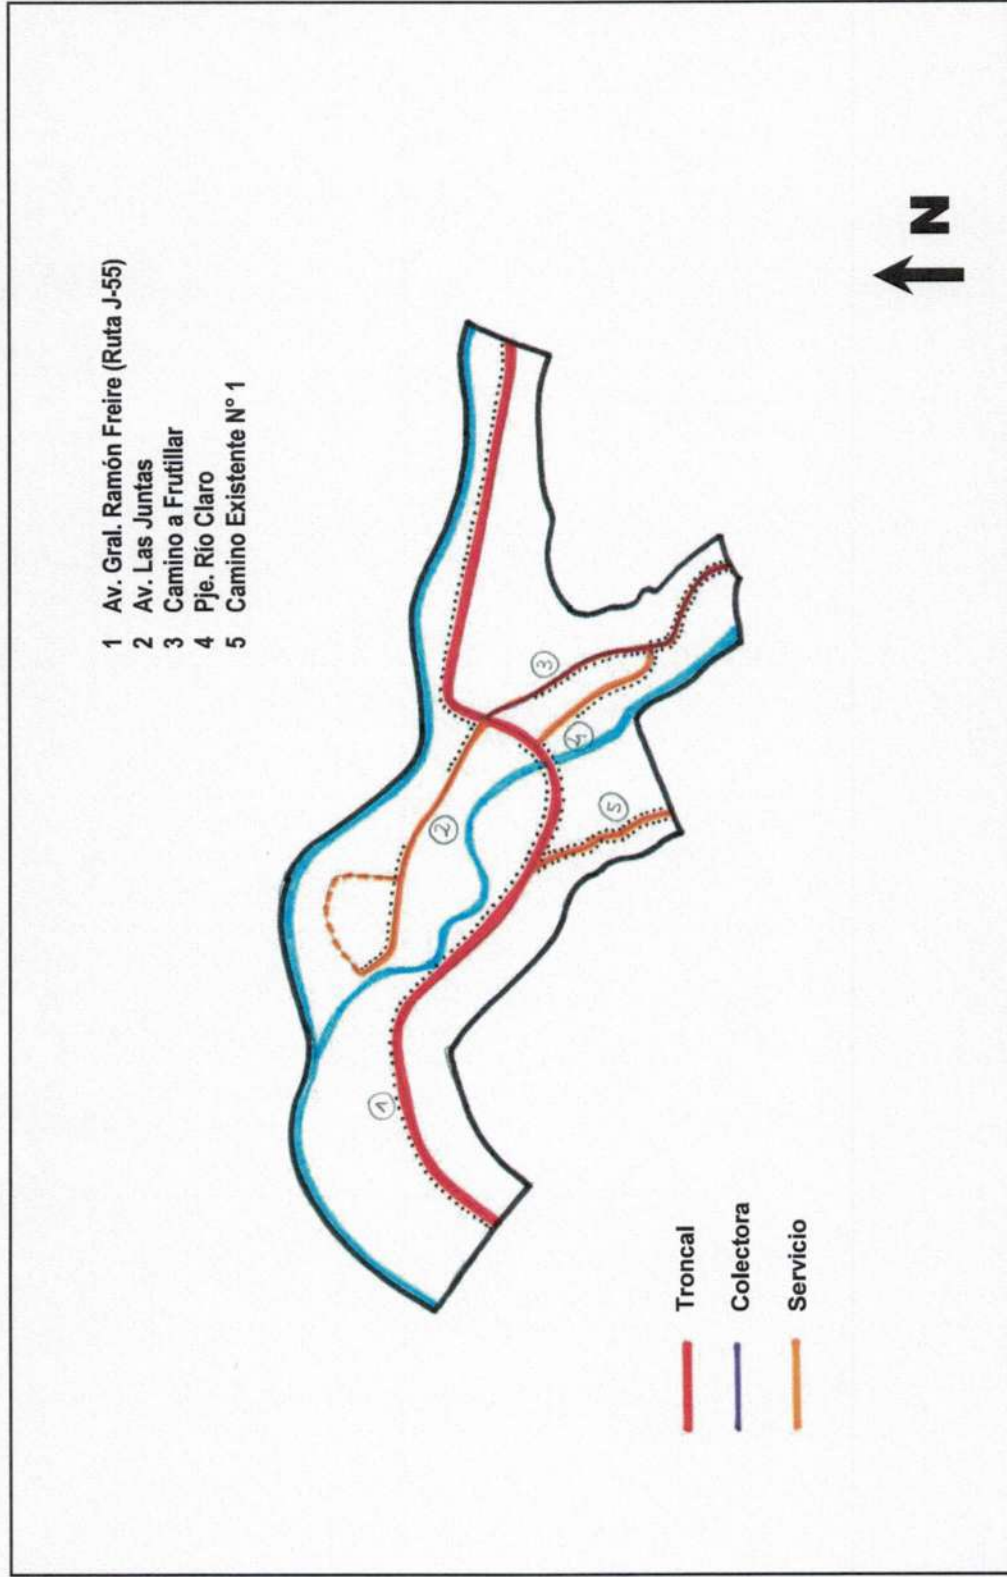 1 Av. Gral. Ramón Freire (Ruta J-55)
2 Av. Las Juntas
3 Camino a Frutillar
4 Pje. Río Claro
5 Camino Existente N° 1
3
4
2
5
1
Troncal
Colectora
Servicio
N